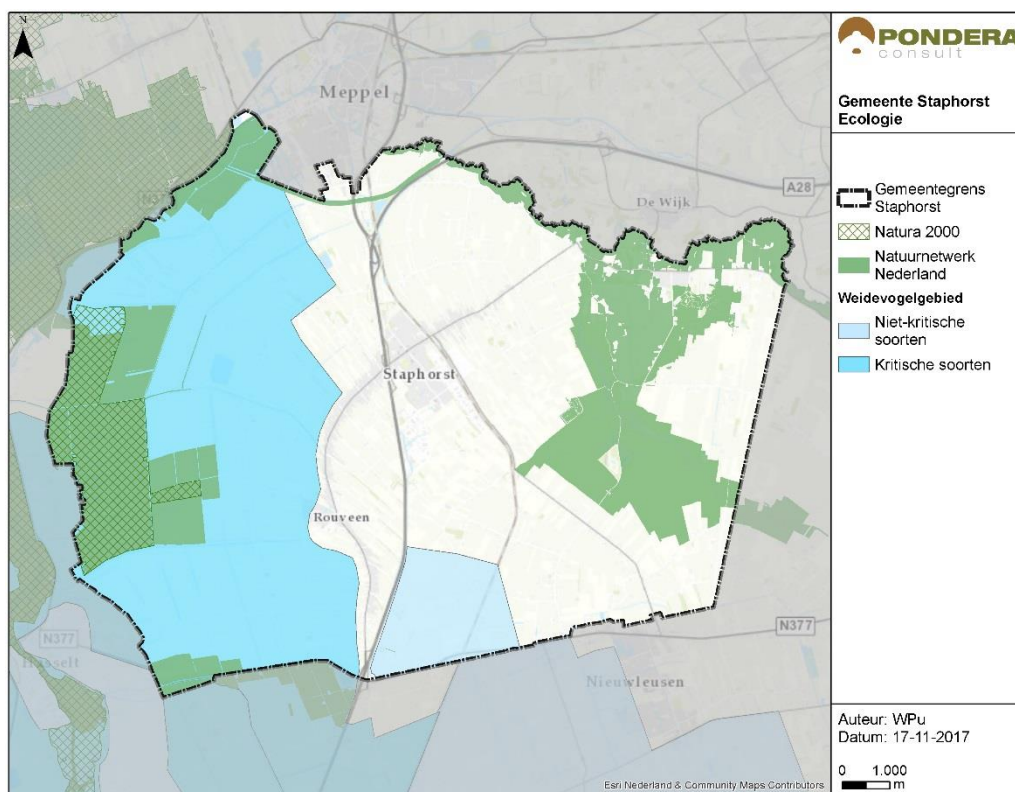 N
Meppel
De Wijk
A28
Staphorst
Rouveen
N377
Hasselt
N377
Nieuwleusen
Esri Nederland & Community Maps Contributors
PONDERA
consult
Gemeente Staphorst
Ecologie
Gemeentegrens
Staphorst
Natura 2000
Natuurnetwerk
Nederland
Weidevogelgebied
Niet-kritische
soorten
Kritische soorten
Auteur: WPu
Datum: 17-11-2017
0 1.000
m